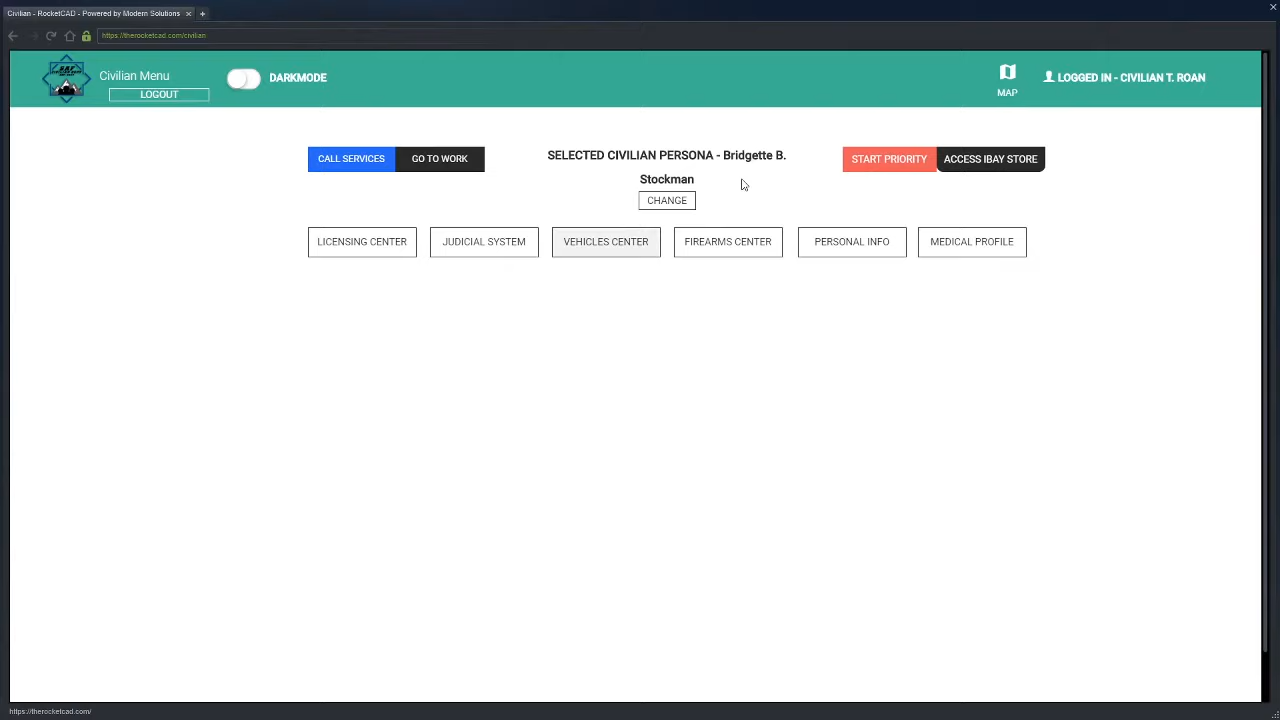 Civilian - RocketCAD - Powered by Modern Solutions
https://therocketcad.com/civilian
Civilian Menu
LOGOUT
DARKMODE
MAP
LOGGED IN - CIVILIAN T. ROAN
CALL SERVICES
GO TO WORK
SELECTED CIVILIAN PERSONA - Bridgette B.
Stockman
CHANGE
START PRIORITY
ACCESS IBAY STORE
LICENSING CENTER
JUDICIAL SYSTEM
VEHICLES CENTER
FIREARMS CENTER
PERSONAL INFO
MEDICAL PROFILE
https://therocketcad.com/